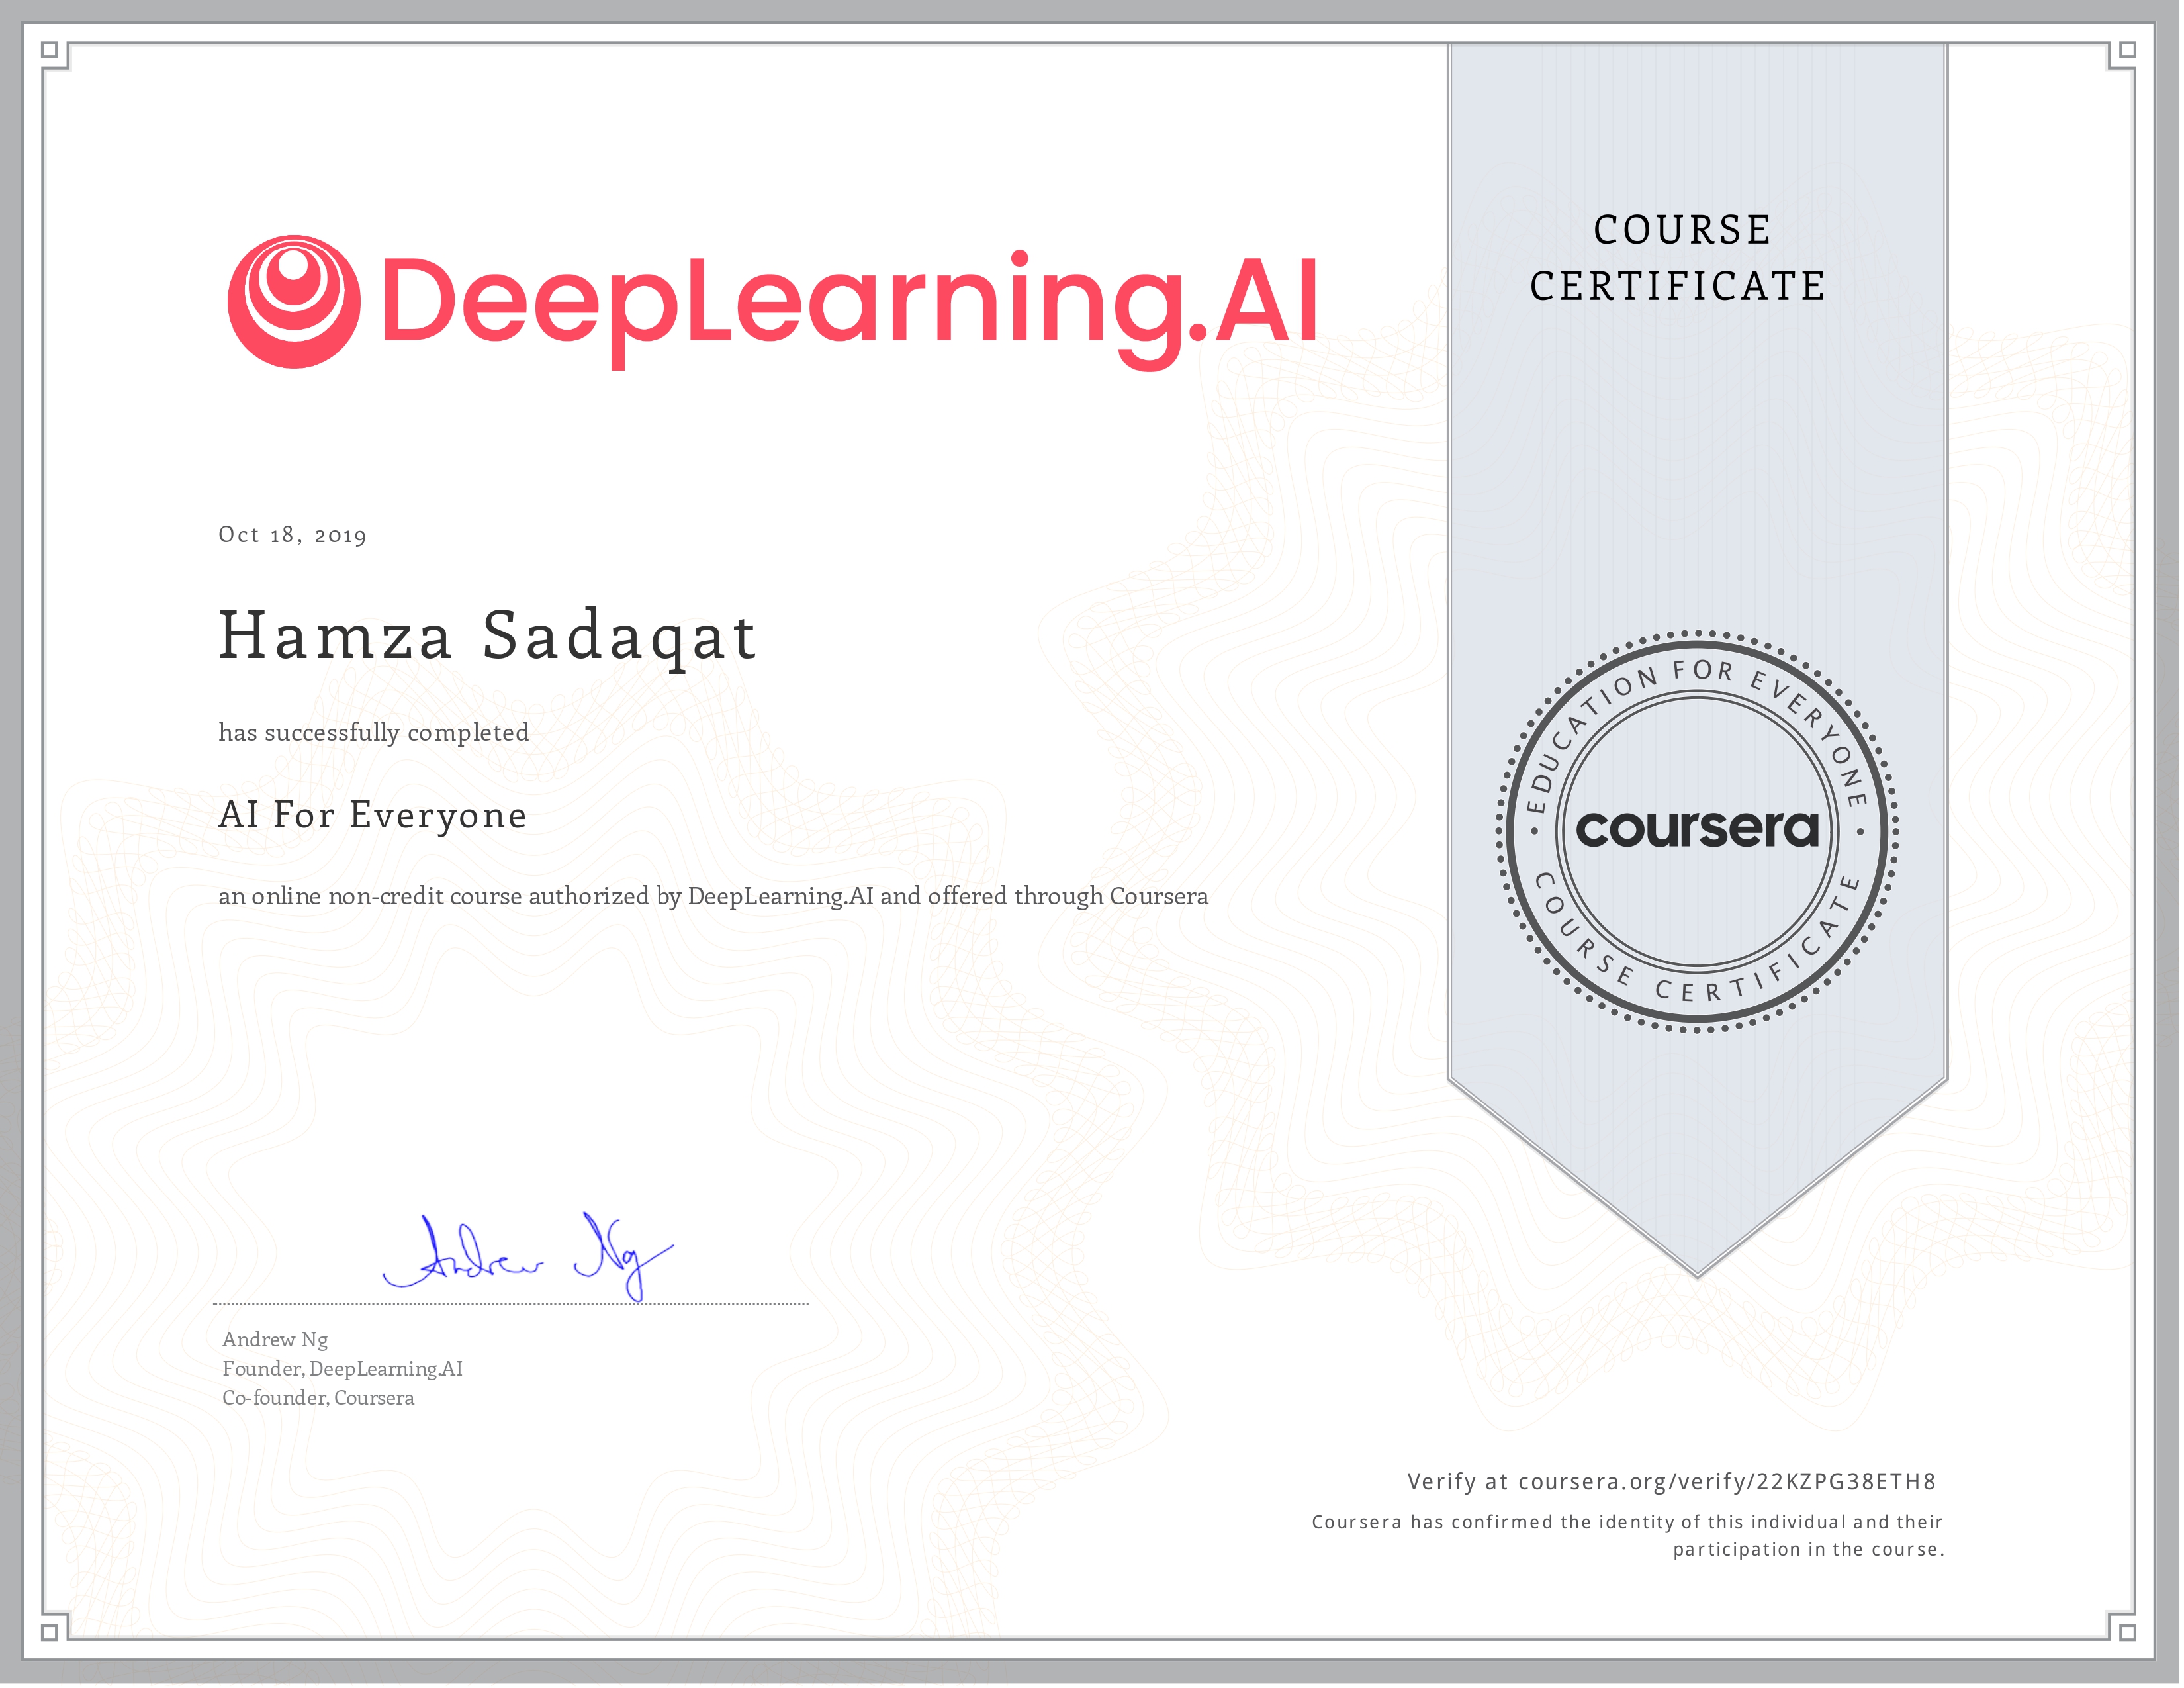 DeepLearning.AI
COURSE
CERTIFICATE
Oct 18, 2019
Hamza Sadaqat
has successfully completed
AI For Everyone
an online non-credit course authorized by DeepLearning.AI and offered through Coursera
EDUCATION FOR EVERYONE
coursera
COURSE CERTIFICATE
Andrew Ng
Andrew Ng
Founder, DeepLearning.AI
Co-founder, Coursera
Verify at coursera.org/verify/22KZPG38ETH8
Coursera has confirmed the identity of this individual and their
participation in the course.